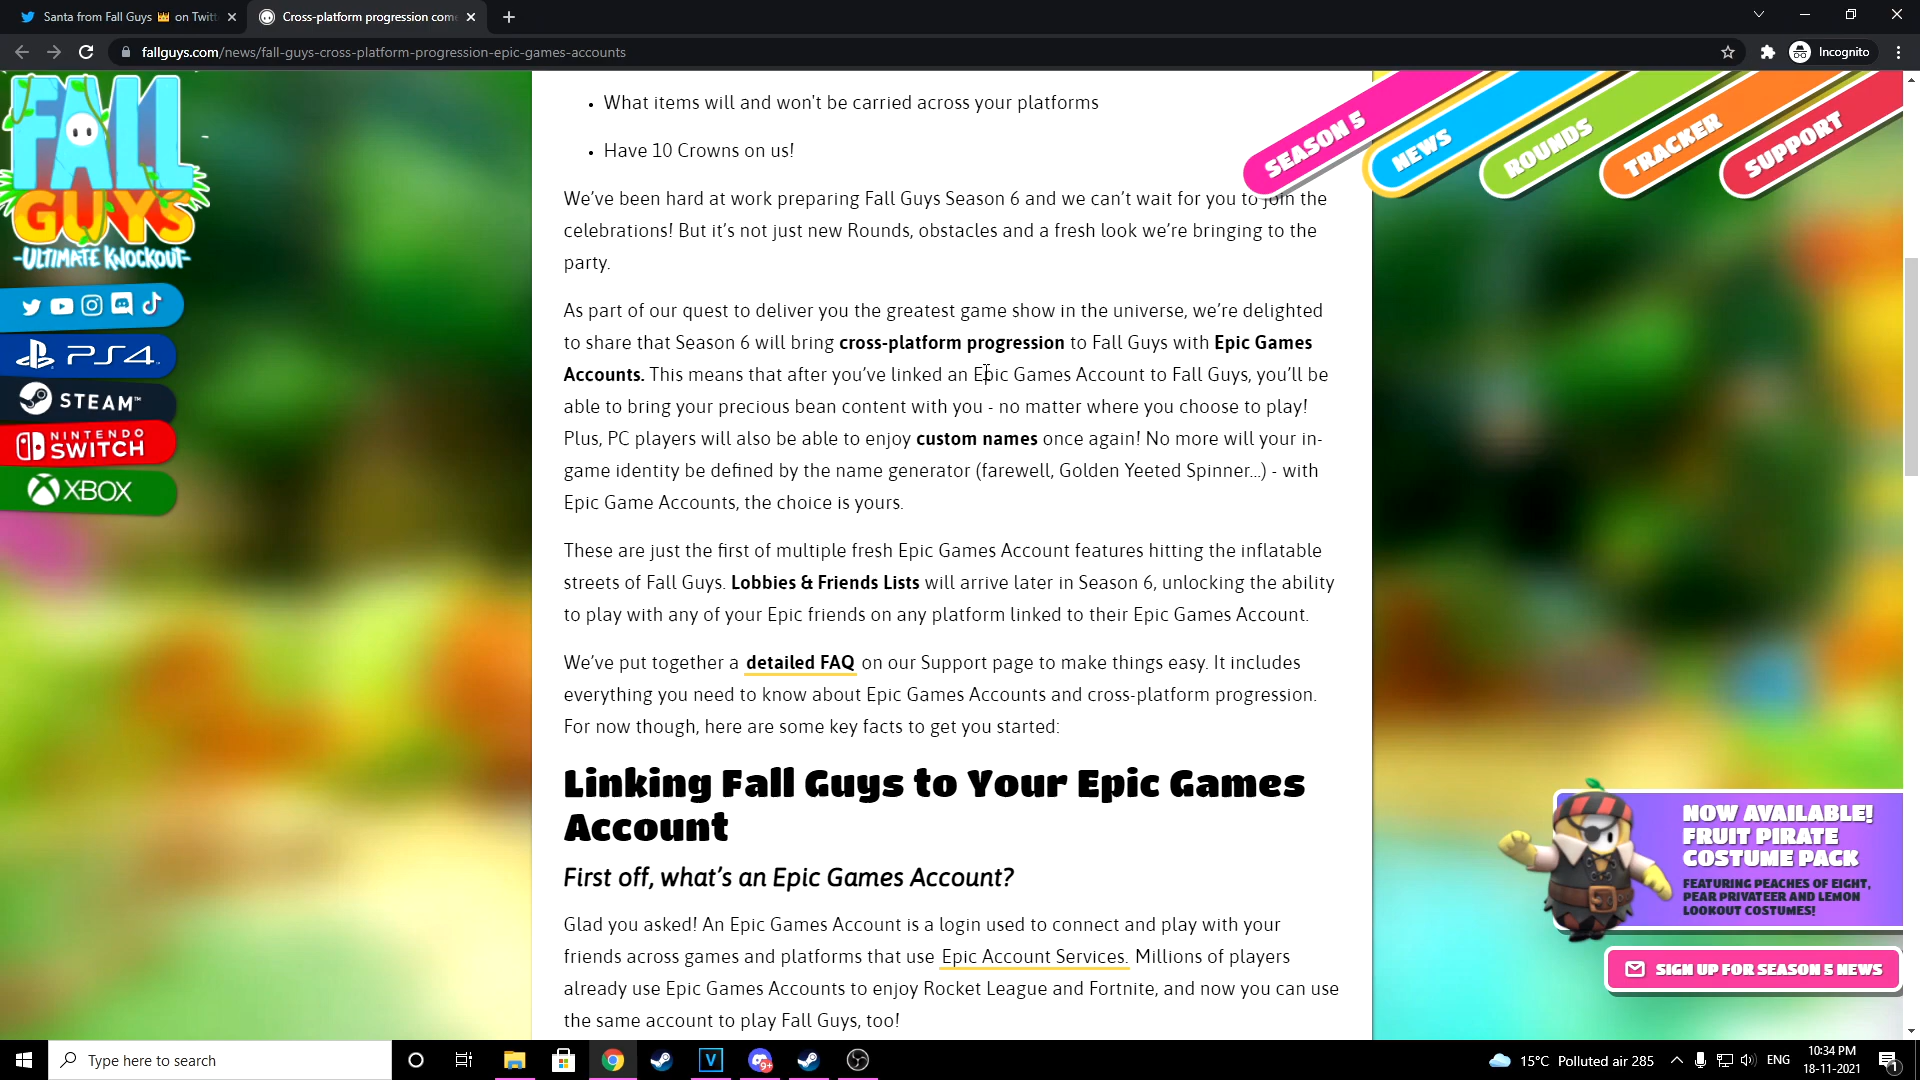 Santa from Fall Guys 👑 on Twitt
Cross-platform progression come
fallguys.com/news/fall-guys-cross-platform-progression-epic-games-accounts
Incognito
FALL
GUYS
-ULTIMATE KNOCKOUT-
PS4
STEAM™
NINTENDO
SWITCH
XBOX
SEASON 5
NEWS
ROUNDS
TRACKER
SUPPORT
• What items will and won't be carried across your platforms
• Have 10 Crowns on us!
We’ve been hard at work preparing Fall Guys Season 6 and we can’t wait for you to join the
celebrations! But it’s not just new Rounds, obstacles and a fresh look we’re bringing to the
party.
As part of our quest to deliver you the greatest game show in the universe, we’re delighted
to share that Season 6 will bring cross-platform progression to Fall Guys with Epic Games
Accounts. This means that after you’ve linked an Epic Games Account to Fall Guys, you’ll be
able to bring your precious bean content with you - no matter where you choose to play!
Plus, PC players will also be able to enjoy custom names once again! No more will your in-
game identity be defined by the name generator (farewell, Golden Yeeted Spinner…) - with
Epic Game Accounts, the choice is yours.
These are just the first of multiple fresh Epic Games Account features hitting the inflatable
streets of Fall Guys. Lobbies & Friends Lists will arrive later in Season 6, unlocking the ability
to play with any of your Epic friends on any platform linked to their Epic Games Account.
We’ve put together a detailed FAQ on our Support page to make things easy. It includes
everything you need to know about Epic Games Accounts and cross-platform progression.
For now though, here are some key facts to get you started:
Linking Fall Guys to Your Epic Games
Account
First off, what’s an Epic Games Account?
Glad you asked! An Epic Games Account is a login used to connect and play with your
friends across games and platforms that use Epic Account Services. Millions of players
already use Epic Games Accounts to enjoy Rocket League and Fortnite, and now you can use
the same account to play Fall Guys, too!
NOW AVAILABLE!
FRUIT PIRATE
COSTUME PACK
FEATURING PEACHES OF EIGHT,
PEAR PRIVATEER AND LEMON
LOOKOUT COSTUMES!
SIGN UP FOR SEASON 5 NEWS
Type here to search
V
9+
15°C Polluted air 285
ENG
10:34 PM
18-11-2021
1